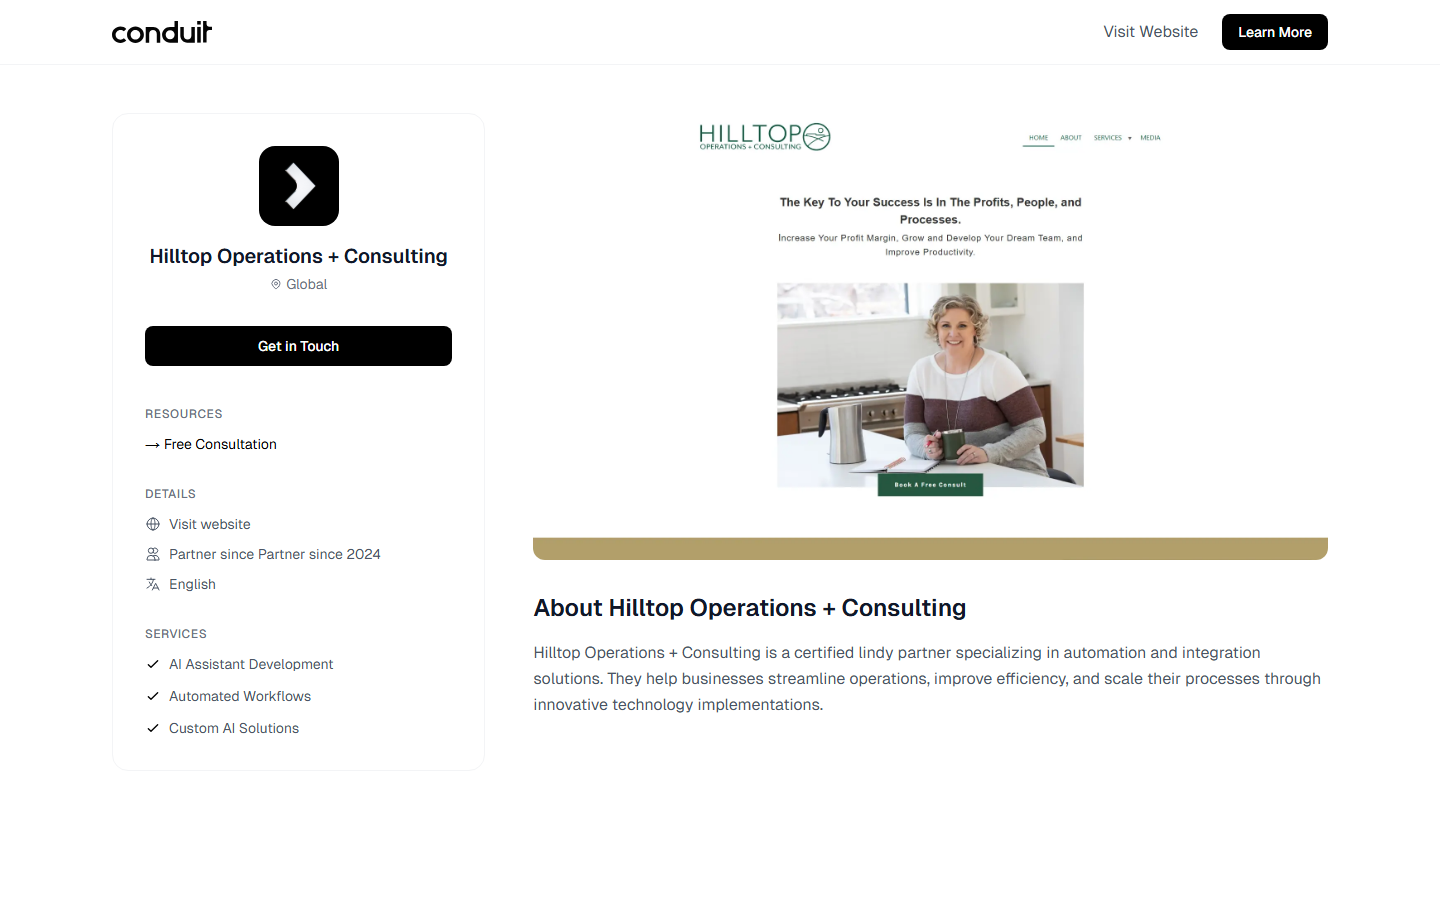 conduit
Visit Website
Learn More
Hilltop Operations + Consulting
Global
Get in Touch
RESOURCES
→ Free Consultation
DETAILS
Visit website
Partner since Partner since 2024
English
SERVICES
AI Assistant Development
Automated Workflows
Custom AI Solutions
HILLTOP
OPERATIONS + CONSULTING
HOME ABOUT SERVICES MEDIA
The Key To Your Success Is In The Profits, People, and
Processes.
Increase Your Profit Margin, Grow and Develop Your Dream Team, and
Improve Productivity.
Book A Free Consult
About Hilltop Operations + Consulting
Hilltop Operations + Consulting is a certified lindy partner specializing in automation and integration
solutions. They help businesses streamline operations, improve efficiency, and scale their processes through
innovative technology implementations.